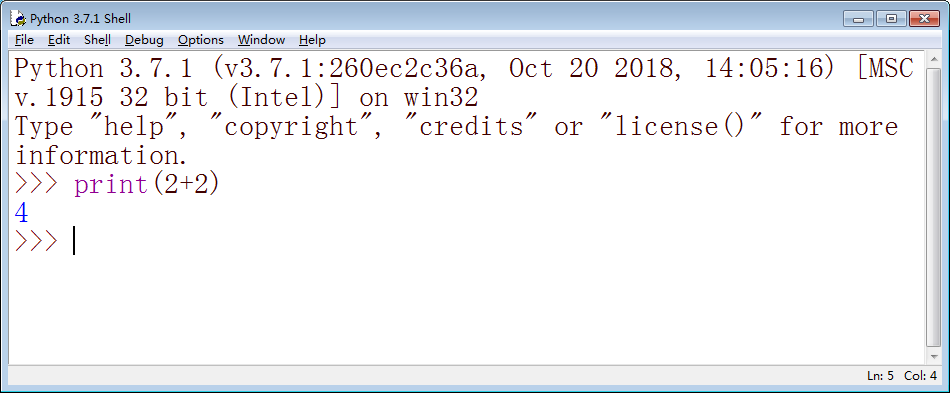 Python 3.7.1 Shell
File Edit Shell Debug Options Window Help
Python 3.7.1 (v3.7.1:260ec2c36a, Oct 20 2018, 14:05:16) [MSC
v.1915 32 bit (Intel)] on win32
Type "help", "copyright", "credits" or "license()" for more
information.
>>> print(2+2)
4
>>>
Ln: 5 Col: 4